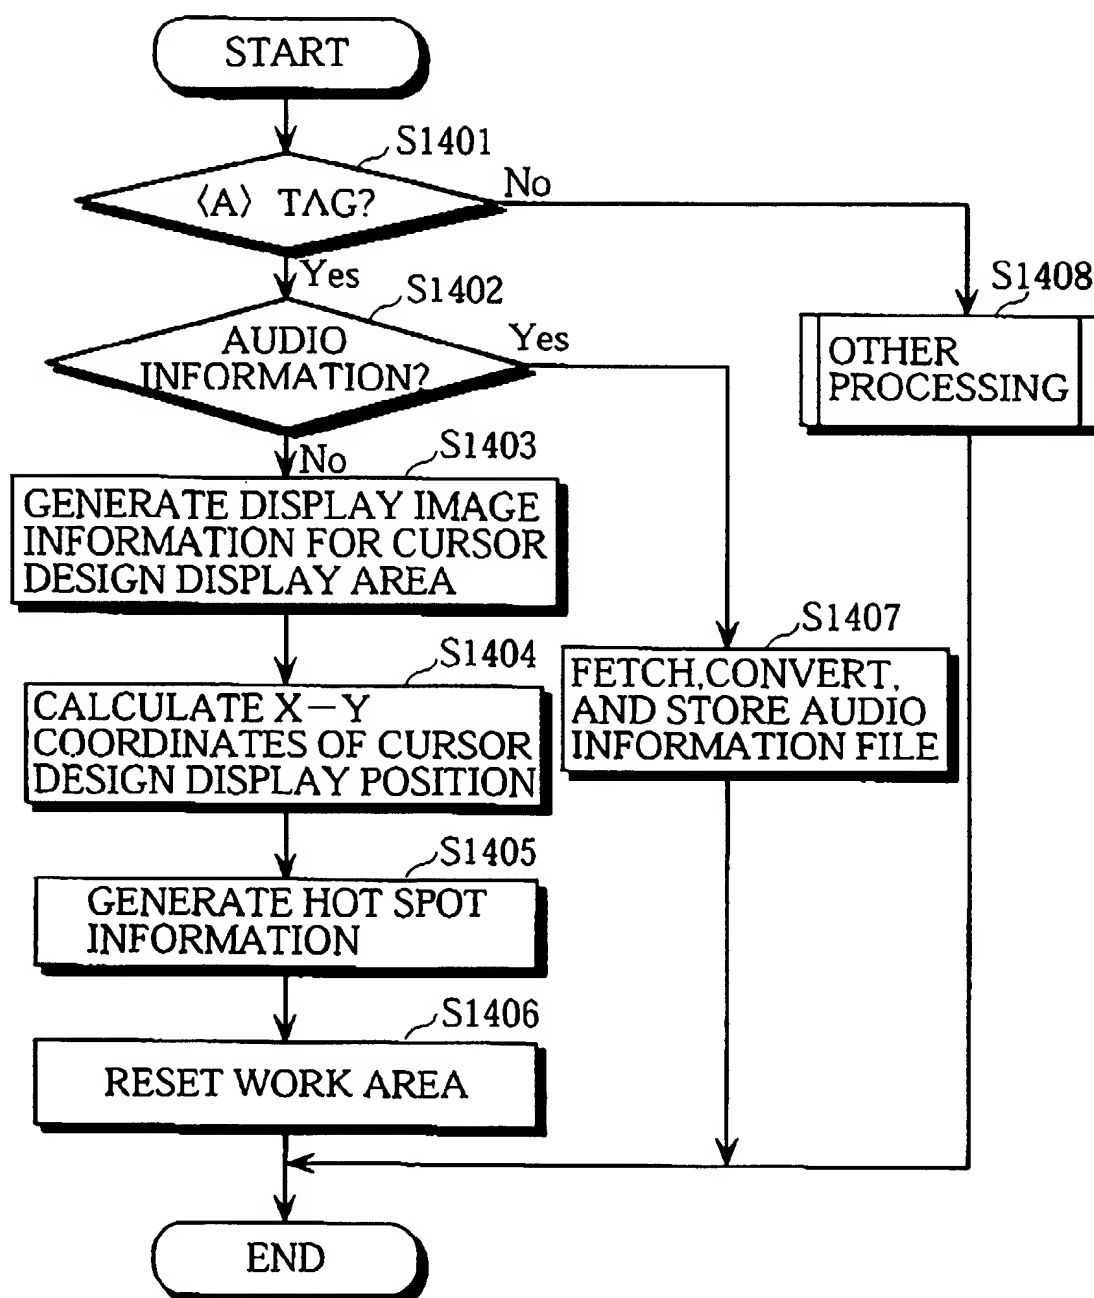 START
S1401
〈A〉 TAG?
No
Yes
S1402
AUDIO
INFORMATION?
Yes
S1408
OTHER
PROCESSING
No
S1403
GENERATE DISPLAY IMAGE
INFORMATION FOR CURSOR
DESIGN DISPLAY AREA
S1407
FETCH,CONVERT,
AND STORE AUDIO
INFORMATION FILE
S1404
CALCULATE X-Y
COORDINATES OF CURSOR
DESIGN DISPLAY POSITION
S1405
GENERATE HOT SPOT
INFORMATION
S1406
RESET WORK AREA
END